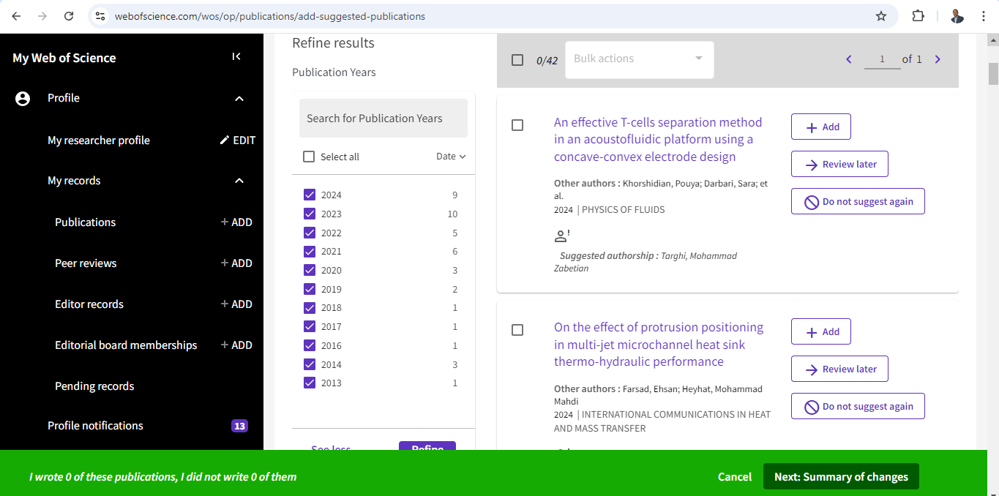 webofscience.com/wos/op/publications/add-suggested-publications
My Web of Science
Profile
My researcher profile
EDIT
My records
Publications
+ ADD
Peer reviews
+ ADD
Editor records
+ ADD
Editorial board memberships
+ ADD
Pending records
Profile notifications
13
Refine results
Publication Years
Search for Publication Years
Select all
Date
2024 9
2023 10
2022 5
2021 6
2020 3
2019 2
2018 1
2017 1
2016 1
2014 3
2013 1
See less
Refine
0/42
Bulk actions
1 of 1
An effective T-cells separation method
in an acoustofluidic platform using a
concave-convex electrode design
Other authors : Khorshidian, Pouya; Darbari, Sara; et
al.
2024 | PHYSICS OF FLUIDS
Suggested authorship : Targhi, Mohammad
Zabetian
+ Add
Review later
Do not suggest again
On the effect of protrusion positioning
in multi-jet microchannel heat sink
thermo-hydraulic performance
Other authors : Farsad, Ehsan; Heyhat, Mohammad
Mahdi
2024 | INTERNATIONAL COMMUNICATIONS IN HEAT
AND MASS TRANSFER
+ Add
Review later
Do not suggest again
I wrote 0 of these publications, I did not write 0 of them
Cancel
Next: Summary of changes